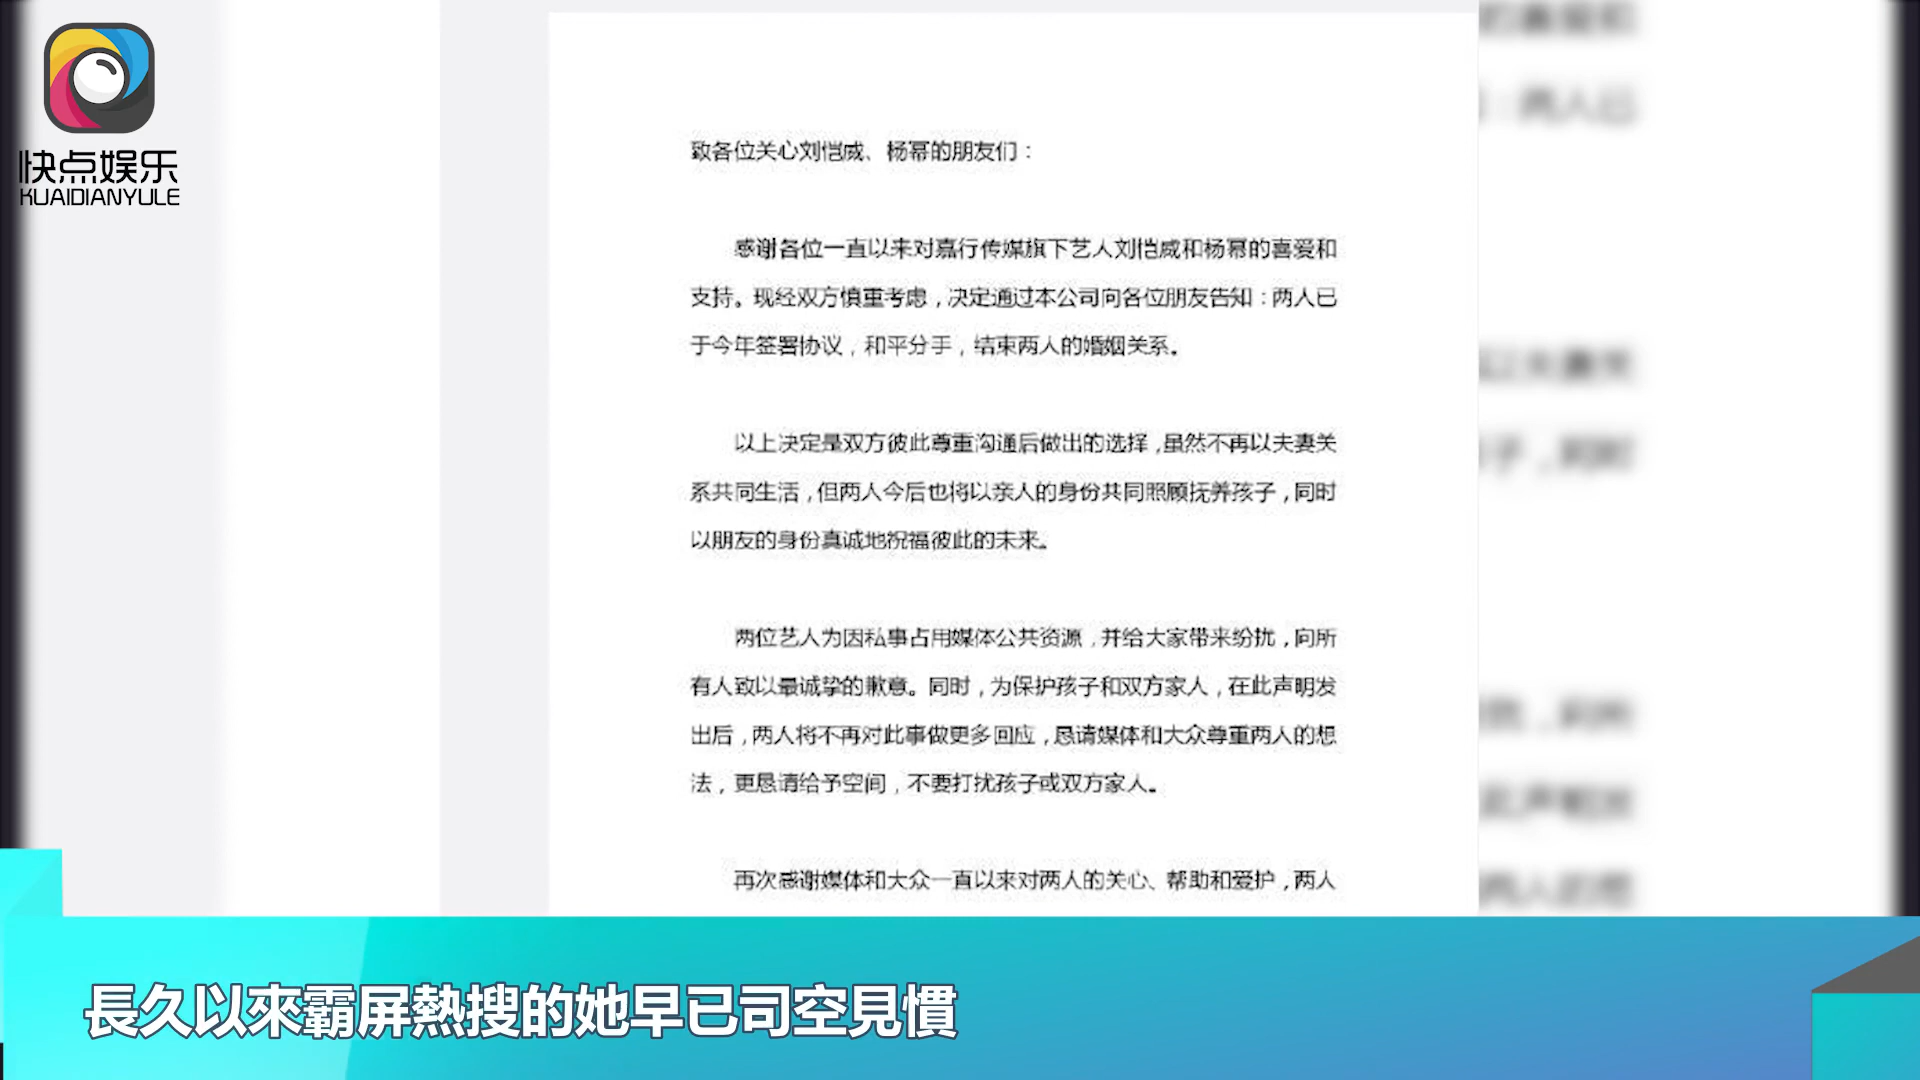 快点娱乐
KUAIDIANYULE
致各位关心刘恺威、杨幂的朋友们：
感谢各位一直以来对嘉行传媒旗下艺人刘恺威和杨幂的喜爱和
支持。现经双方慎重考虑，决定通过本公司向各位朋友告知：两人已
于今年签署协议，和平分手，结束两人的婚姻关系。
以上决定是双方彼此尊重沟通后做出的选择，虽然不再以夫妻关
系共同生活，但两人今后也将以亲人的身份共同照顾抚养孩子，同时
以朋友的身份真诚地祝福彼此的未来。
两位艺人为因私事占用媒体公共资源，并给大家带来纷扰，向所
有人致以最诚挚的歉意。同时，为保护孩子和双方家人，在此声明发
出后，两人将不再对此事做更多回应，恳请媒体和大众尊重两人的想
法，更恳请给予空间，不要打扰孩子或双方家人。
再次感谢媒体和大众一直以来对两人的关心、帮助和爱护，两人
長久以來霸屏熱搜的她早已司空見慣